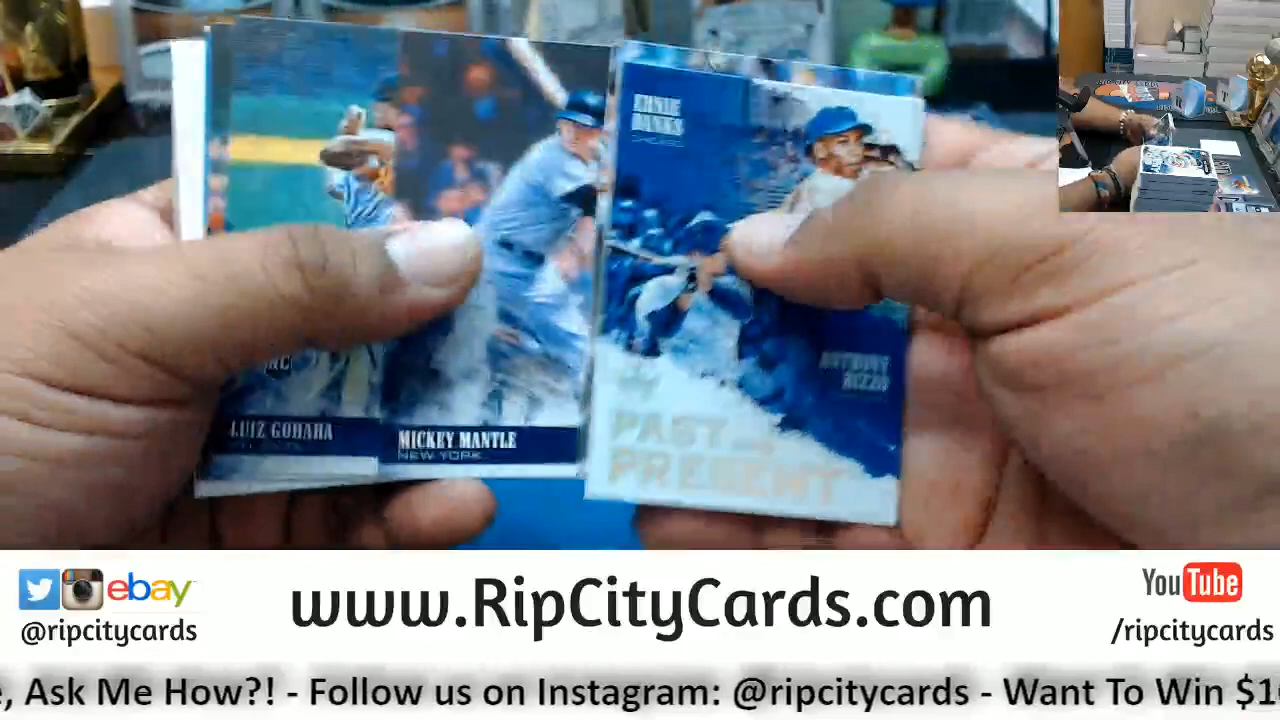 ERNIE
BANKS
ANTHONY
RIZZO
PAST
PRESENT
LUIZ GOHARA
MICKEY MANTLE
NEW YORK
ebay
@ripcitycards
www.RipCityCards.com
YouTube
/ripcitycards
, Ask Me How?! - Follow us on Instagram: @ripcitycards - Want To Win $1